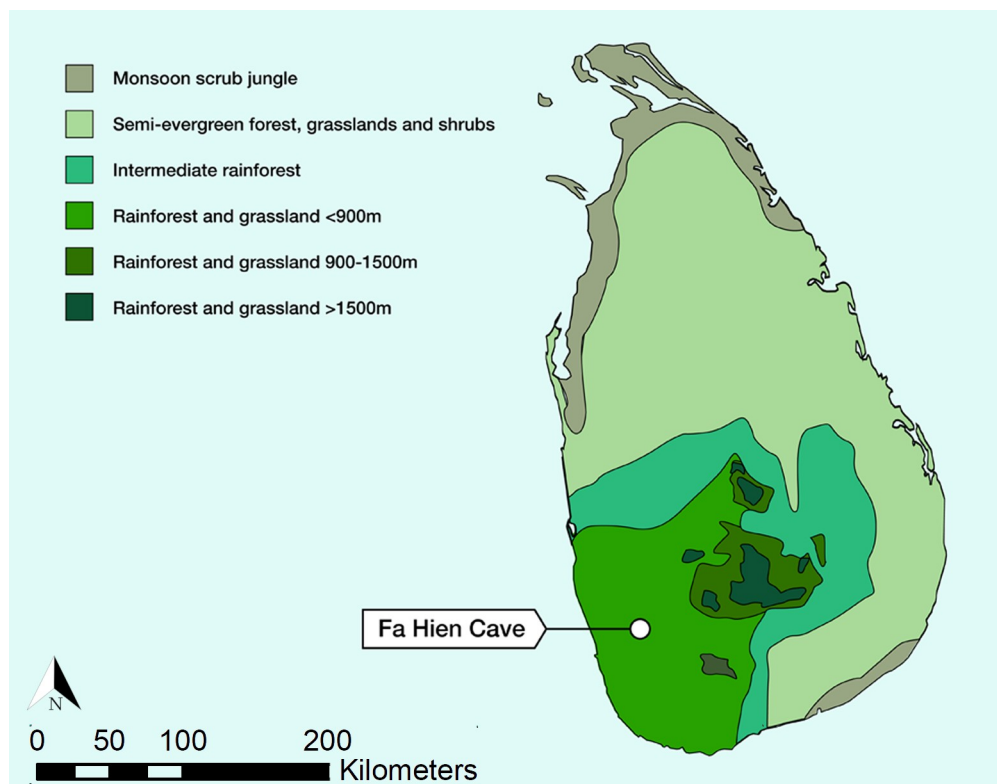 Monsoon scrub jungle
Semi-evergreen forest, grasslands and shrubs
Intermediate rainforest
Rainforest and grassland <900m
Rainforest and grassland 900-1500m
Rainforest and grassland >1500m
Fa Hien Cave
N
0 50 100 200
Kilometers